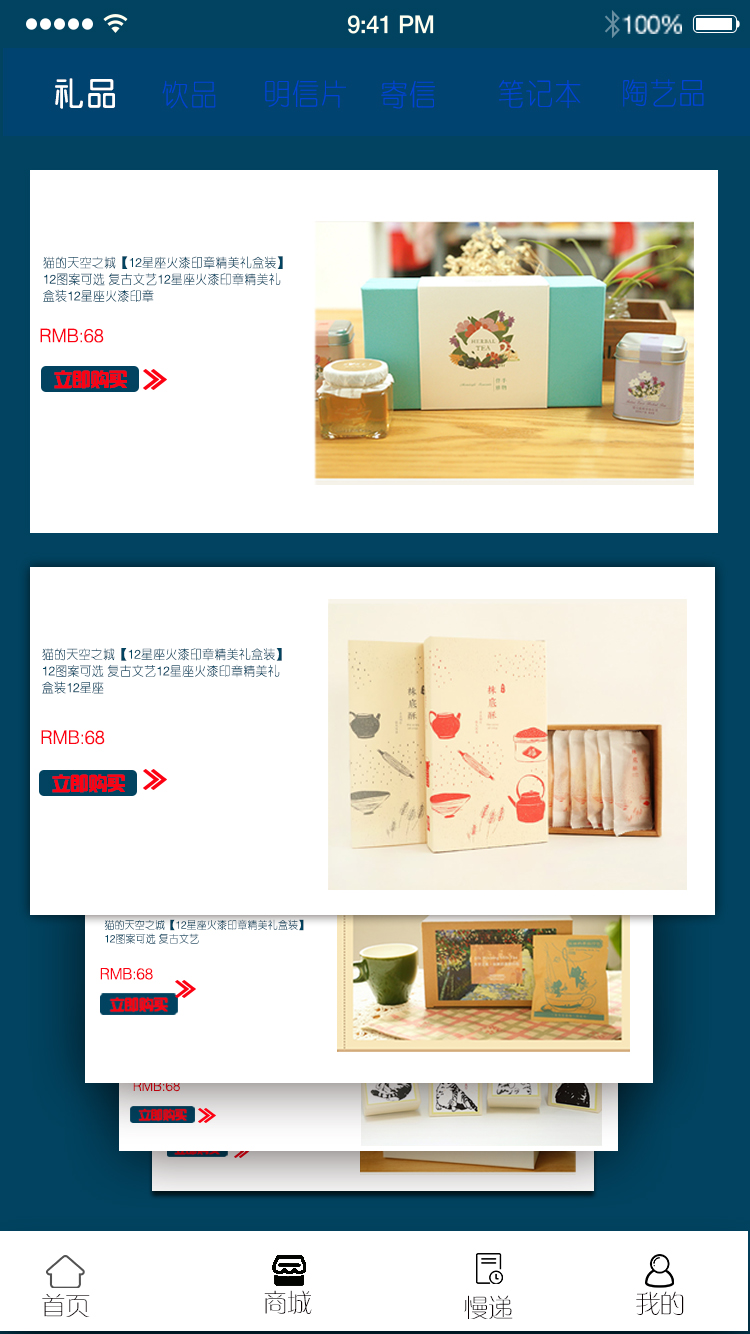 9:41 PM
100%
礼品 饮品 明信片 寄信 笔记本 陶艺品
猫的天空之城【12星座火漆印章精美礼盒装】
12图案可选 复古文艺12星座火漆印章精美礼
盒装12星座火漆印章
RMB:68
立即购买
HERBAL
TEA
猫的天空之城【12星座火漆印章精美礼盒装】
12图案可选 复古文艺12星座火漆印章精美礼
盒装12星座
RMB:68
立即购买
猫的天空之城【12星座火漆印章精美礼盒装】
12图案可选 复古文艺
RMB:68
立即购买
RMB:68
立即购买
首页 商城 慢递 我的